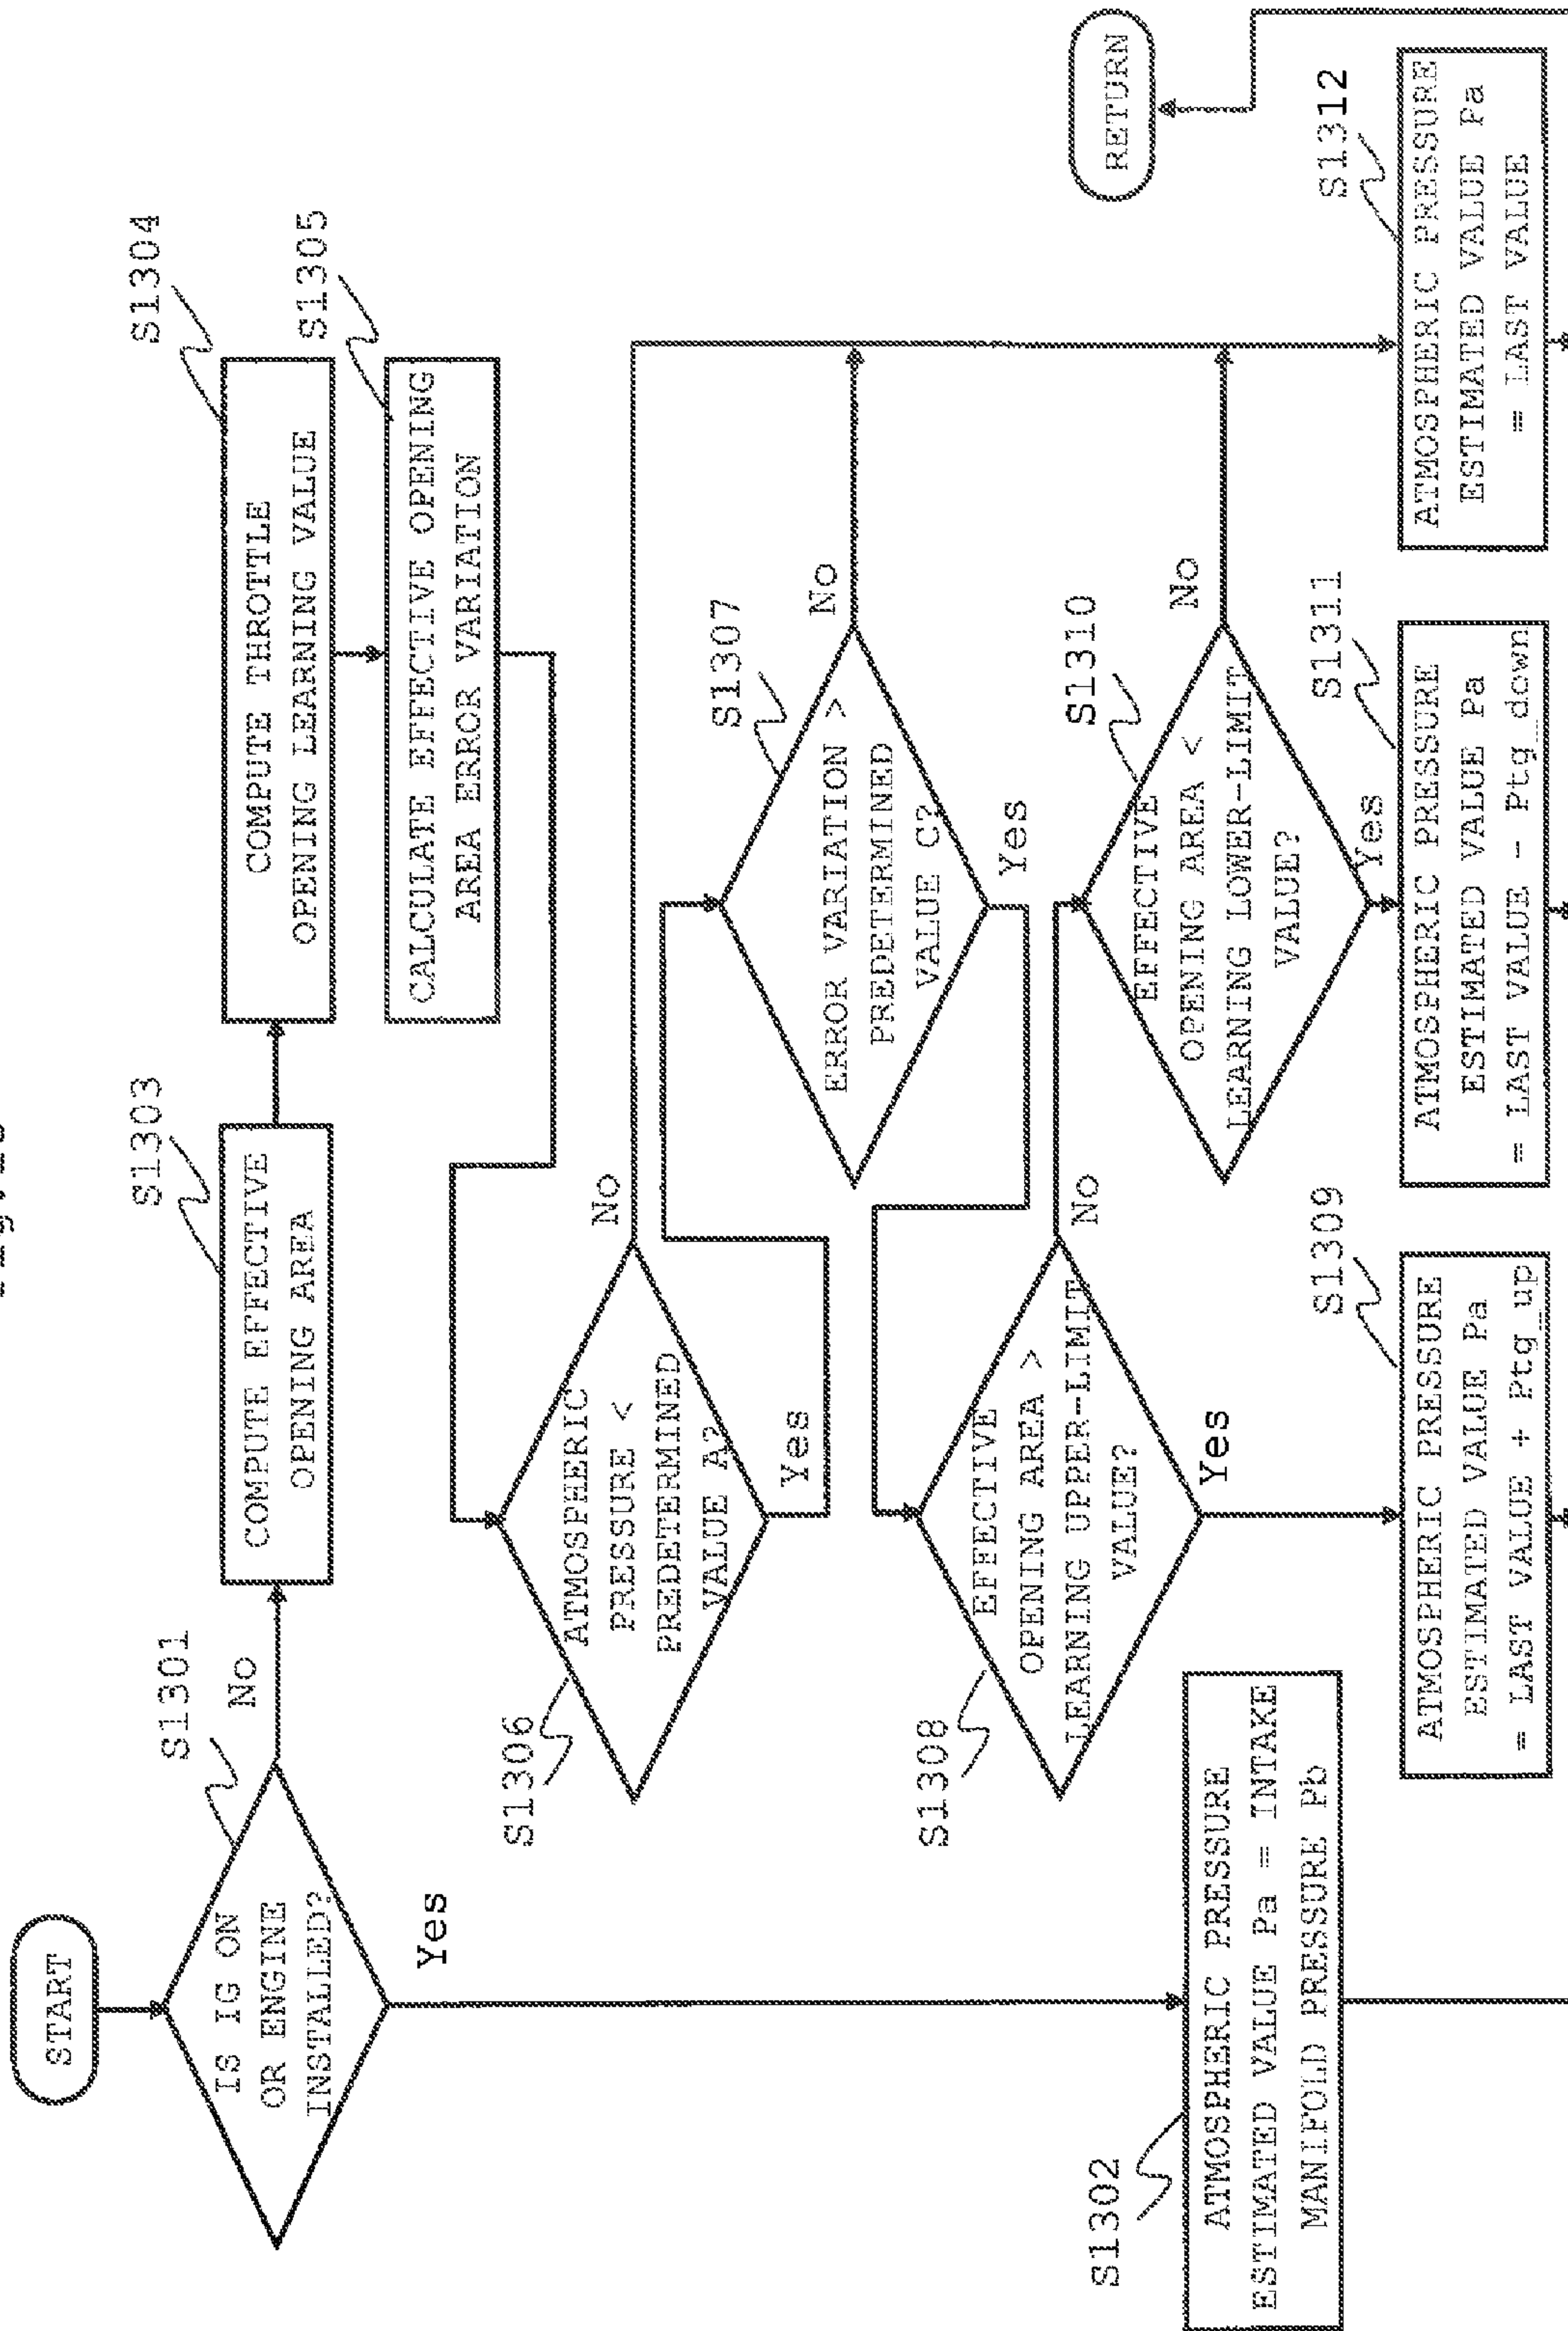 START
S1301
IS IG ON
OR ENGINE
INSTALLED?
No
Yes
S1302
ATMOSPHERIC PRESSURE
ESTIMATED VALUE Pa = INTAKE
MANIFOLD PRESSURE Pb
S1303
COMPUTE EFFECTIVE
OPENING AREA
S1304
COMPUTE THROTTLE
OPENING LEARNING VALUE
S1305
CALCULATE EFFECTIVE OPENING
AREA ERROR VARIATION
S1306
ATMOSPHERIC
PRESSURE <
PREDETERMINED
VALUE A?
No
Yes
S1307
ERROR VARIATION >
PREDETERMINED
VALUE C?
No
Yes
S1308
EFFECTIVE
OPENING AREA >
LEARNING UPPER-LIMIT
VALUE?
No
Yes
S1309
ATMOSPHERIC PRESSURE
ESTIMATED VALUE Pa
= LAST VALUE + Ptg_up
S1310
EFFECTIVE
OPENING AREA <
LEARNING LOWER-LIMIT
VALUE?
No
Yes
S1311
ATMOSPHERIC PRESSURE
ESTIMATED VALUE Pa
= LAST VALUE - Ptg_down
S1312
ATMOSPHERIC PRESSURE
ESTIMATED VALUE Pa
= LAST VALUE
RETURN